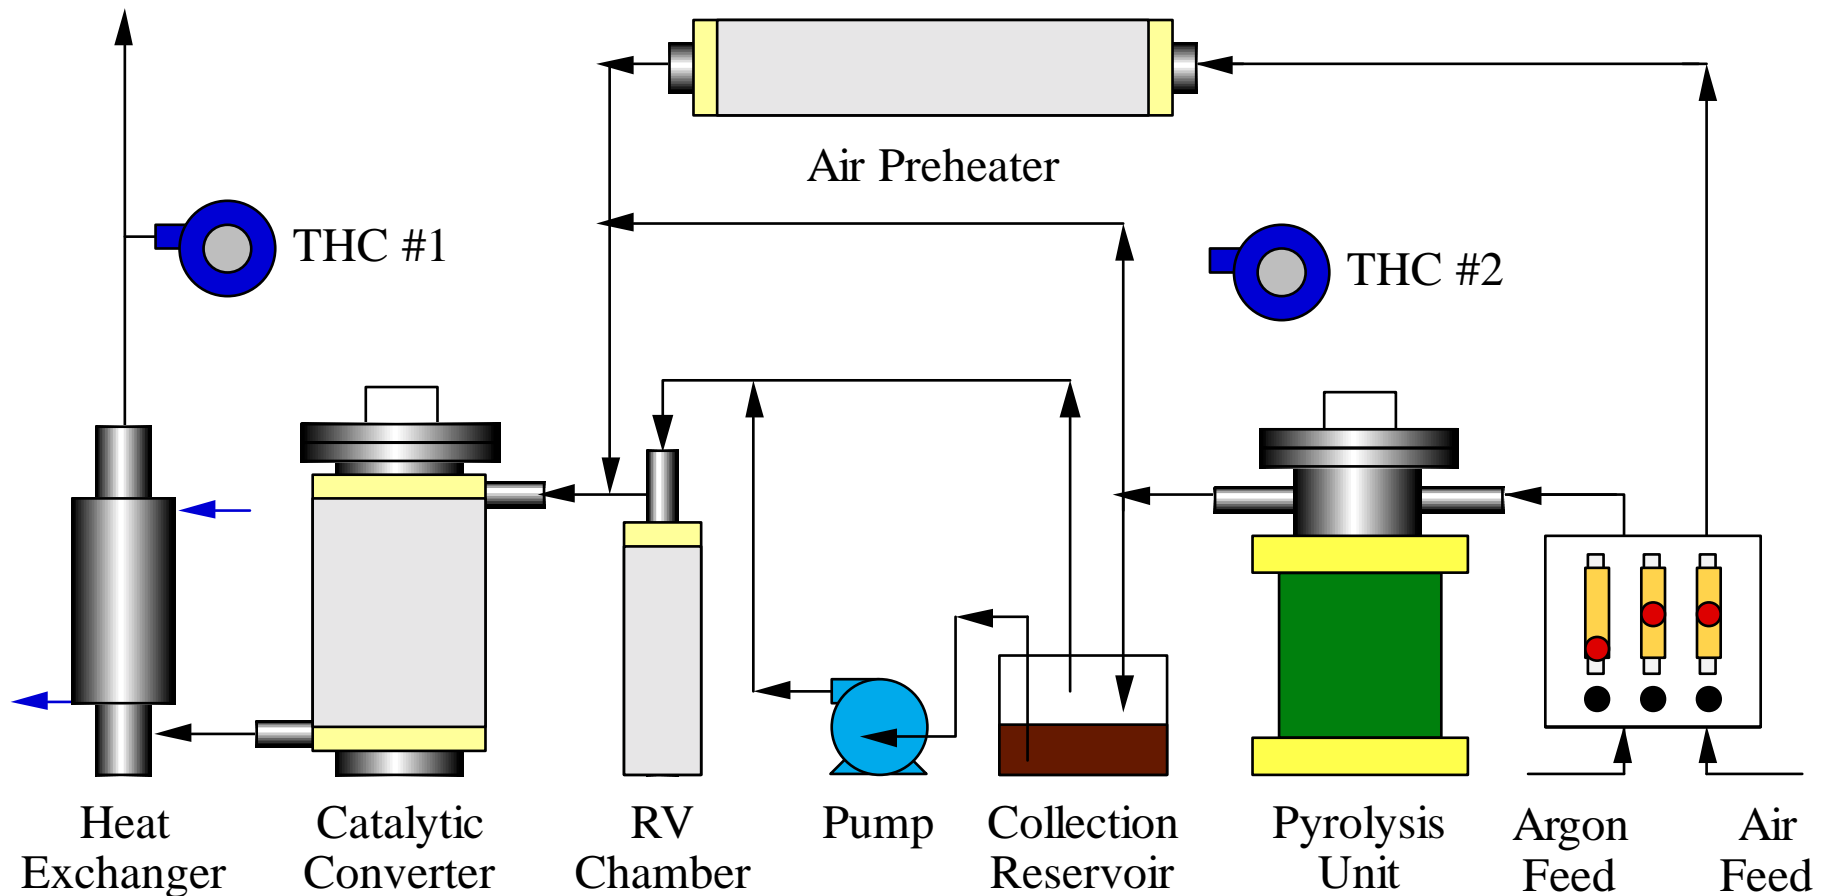 Air Preheater
THC #1
THC #2
Heat
Exchanger
Catalytic
Converter
RV
Chamber
Pump
Collection
Reservoir
Pyrolysis
Unit
Argon
Feed
Air
Feed